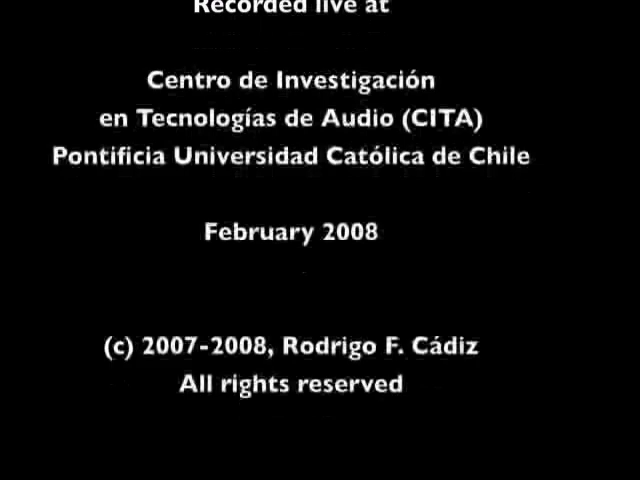 Recorded live at
Centro de Investigación
en Tecnologías de Audio (CITA)
Pontificia Universidad Católica de Chile
February 2008
(c) 2007-2008, Rodrigo F. Cádiz
All rights reserved